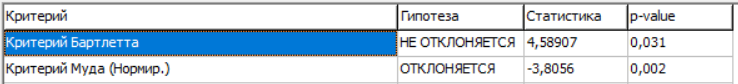 Критерий Гипотеза Статистика p-value
Критерий Бартлетта НЕ ОТКЛОНЯЕТСЯ 4,58907 0,031
Критерий Муда (Нормир.) ОТКЛОНЯЕТСЯ -3,8056 0,002